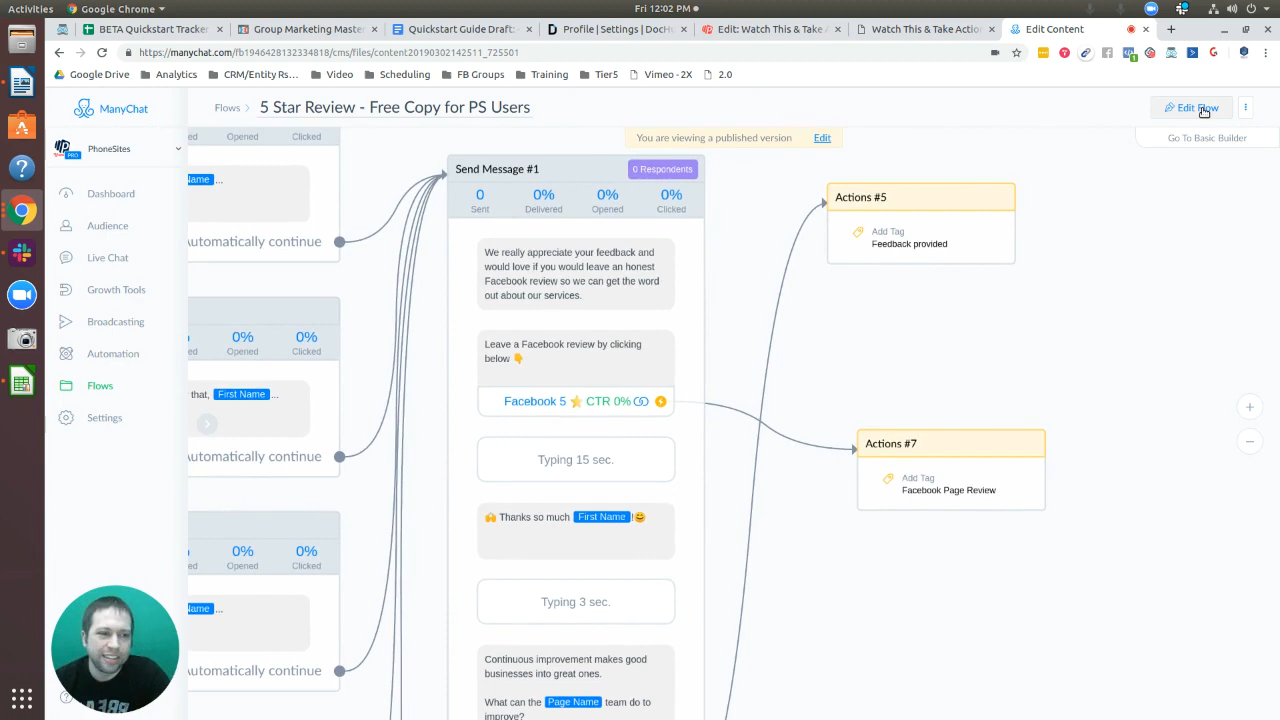 Activities
Google Chrome
Fri 12:02 PM
BETA Quickstart Tracker
Group Marketing Master
Quickstart Guide Draft:
Profile | Settings | DocHu
Edit: Watch This & Take A
Watch This & Take Action
Edit Content
https://manychat.com/fb194628132334818/cms/files/content20190302142511_725501
Google Drive
Analytics
CRM/Entity Rs...
Video
Scheduling
FB Groups
Training
Tier5
Vimeo - 2X
2.0
ManyChat
Flows
5 Star Review - Free Copy for PS Users
Edit Flow
You are viewing a published version Edit
Go To Basic Builder
PhoneSites
PRO
Dashboard
Audience
Live Chat
Growth Tools
Broadcasting
Automation
Flows
Settings
ed Opened Clicked
Name ...
Automatically continue
0% 0%
ed Opened Clicked
that, First Name ...
Automatically continue
0% 0%
ed Opened Clicked
Name ...
Automatically continue
Send Message #1
0 Respondents
0 0% 0% 0%
Sent Delivered Opened Clicked
We really appreciate your feedback and
would love if you would leave an honest
Facebook review so we can get the word
out about our services.
Leave a Facebook review by clicking
below 👇
Facebook 5 ⭐ CTR 0%
Typing 15 sec.
🙌 Thanks so much First Name !😊
Typing 3 sec.
Continuous improvement makes good
businesses into great ones.
What can the Page Name team do to
improve?
Actions #5
Add Tag
Feedback provided
Actions #7
Add Tag
Facebook Page Review